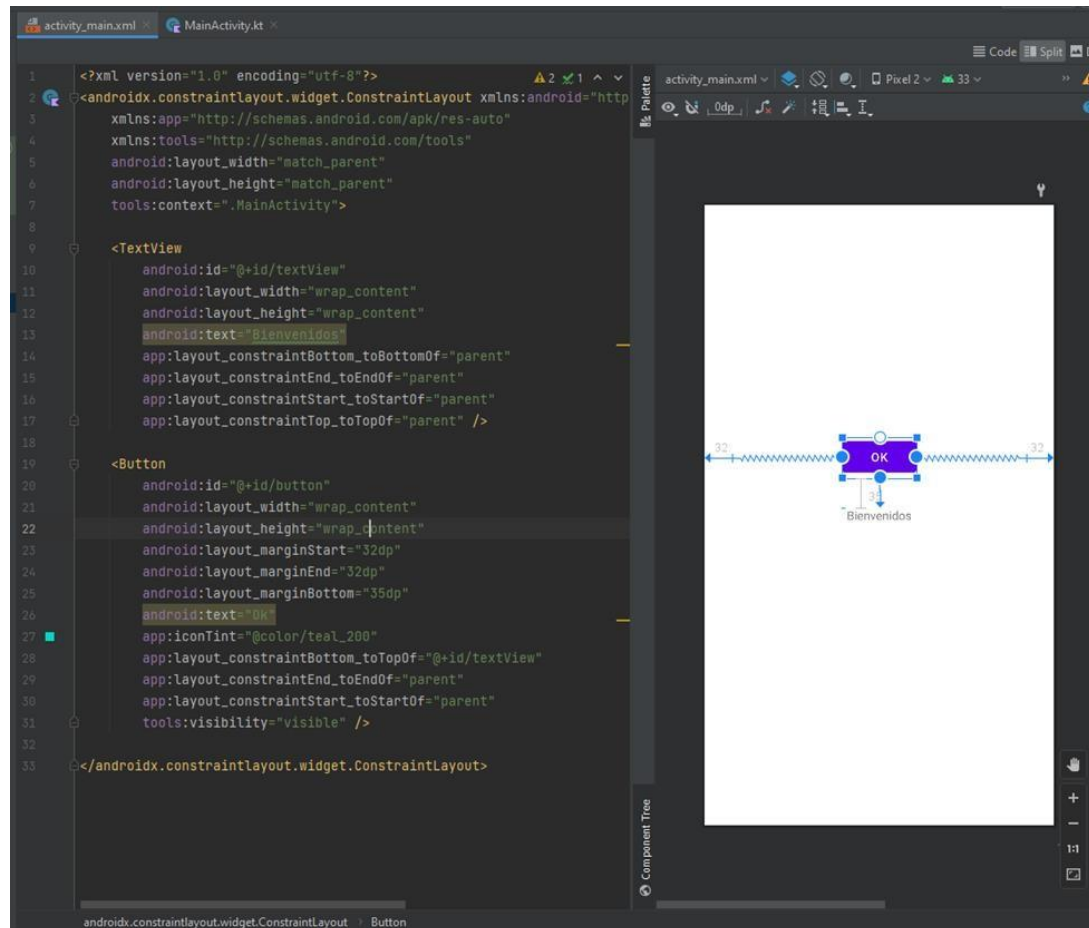 activity_main.xml
MainActivity.kt
Code
Split
1 <?xml version="1.0" encoding="utf-8"?>
2 1
2 <androidx.constraintlayout.widget.ConstraintLayout xmlns:android="http
3 xmlns:app="http://schemas.android.com/apk/res-auto"
4 xmlns:tools="http://schemas.android.com/tools"
5 android:layout_width="match_parent"
6 android:layout_height="match_parent"
7 tools:context=".MainActivity">
8
9 <TextView
10 android:id="@+id/textView"
11 android:layout_width="wrap_content"
12 android:layout_height="wrap_content"
13 android:text="Bienvenidos"
14 app:layout_constraintBottom_toBottomOf="parent"
15 app:layout_constraintEnd_toEndOf="parent"
16 app:layout_constraintStart_toStartOf="parent"
17 app:layout_constraintTop_toTopOf="parent" />
18
19 <Button
20 android:id="@+id/button"
21 android:layout_width="wrap_content"
22 android:layout_height="wrap_content"
23 android:layout_marginStart="32dp"
24 android:layout_marginEnd="32dp"
25 android:layout_marginBottom="35dp"
26 android:text="Ok"
27 app:iconTint="@color/teal_200"
28 app:layout_constraintBottom_toTopOf="@+id/textView"
29 app:layout_constraintEnd_toEndOf="parent"
30 app:layout_constraintStart_toStartOf="parent"
31 tools:visibility="visible" />
32
33 </androidx.constraintlayout.widget.ConstraintLayout>
Palette
activity_main.xml
Pixel 2
33
0dp
32
OK
32
35
Bienvenidos
Component Tree
1:1
androidx.constraintlayout.widget.ConstraintLayout
Button